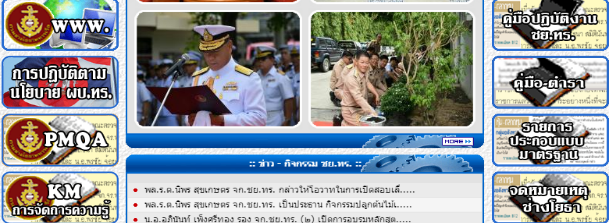 www.
การปฏิบัติตาม
นโยบาย ผบ.ทร.
PMQA
KM
การจัดการความรู้
MORE >>
:: ข่าว - กิจกรรม ชย.ทร. ::
พล.ร.ต.นิพร สุขเกษตร จก.ชย.ทร. กล่าวให้โอวาทในการเปิดสอบเลื่.....
พล.ร.ต.นิพร สุขเกษตร จก.ชย.ทร. เป็นประธาน กิจกรรมปลูกต้นไม้เน.....
น.อ.อภินันท์ เพ็งศรีทอง รอง จก.ชย.ทร. (๒) เปิดการอบรมหลักสูต.....
คู่มือปฏิบัติงาน
ชย.ทร.
คู่มือ-ตำรา
รายการ
ประกอบแบบ
มาตรฐาน
จดหมายเหตุ
ช่างโยธา